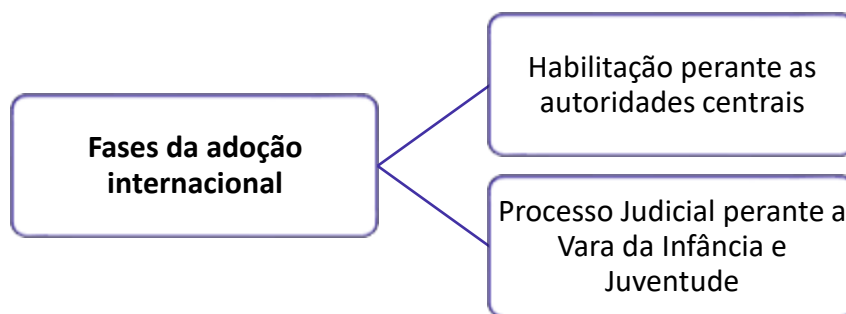 Fases da adoção
internacional
Habilitação perante as
autoridades centrais
Processo Judicial perante a
Vara da Infância e
Juventude